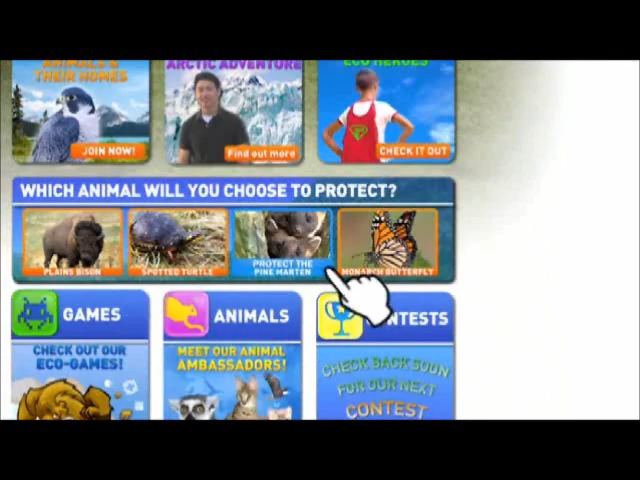 ANIMALS &
THEIR HOMES
JOIN NOW!
ARCTIC ADVENTURE
Find out more
ECO HEROES
CHECK IT OUT
WHICH ANIMAL WILL YOU CHOOSE TO PROTECT?
PLAINS BISON
SPOTTED TURTLE
PROTECT THE
PINE MARTEN
MONARCH BUTTERFLY
GAMES
CHECK OUT OUR
ECO-GAMES!
ANIMALS
MEET OUR ANIMAL
AMBASSADORS!
NTESTS
CHECK BACK SOON
FOR OUR NEXT
CONTEST